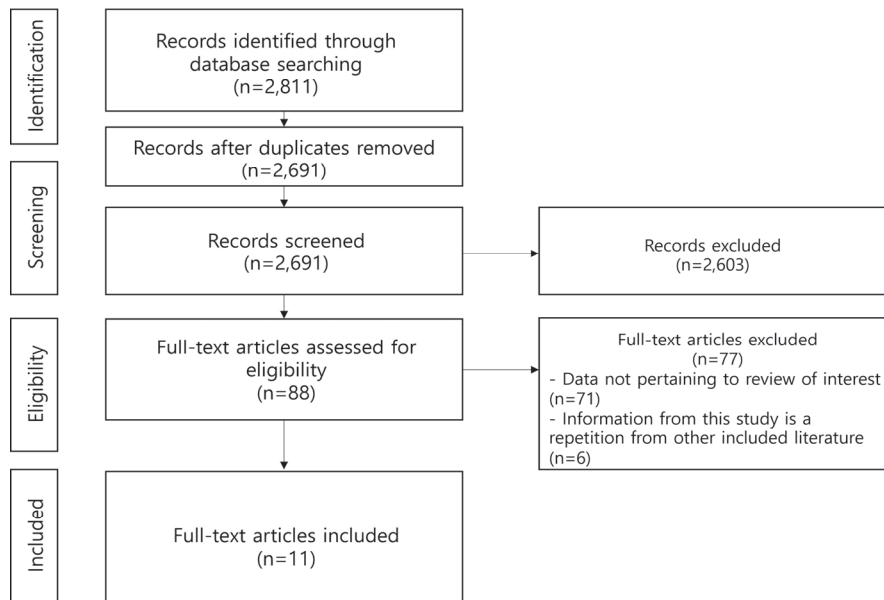 Identification
Records identified through
database searching
(n=2,811)
Records after duplicates removed
(n=2,691)
Screening
Records screened
(n=2,691)
Records excluded
(n=2,603)
Eligibility
Full-text articles assessed for
eligibility
(n=88)
Full-text articles excluded
(n=77)
- Data not pertaining to review of interest
(n=71)
- Information from this study is a
repetition from other included literature
(n=6)
Included
Full-text articles included
(n=11)